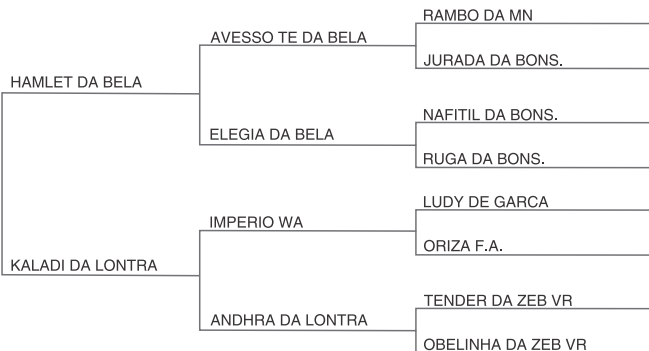 RAMBO DA MN
AVESSO TE DA BELA
JURADA DA BONS.
HAMLET DA BELA
NAFITIL DA BONS.
ELEGIA DA BELA
RUGA DA BONS.
LUDY DE GARCA
IMPERIO WA
ORIZA F.A.
KALADI DA LONTRA
TENDER DA ZEB VR
ANDHRA DA LONTRA
OBELINHA DA ZEB VR